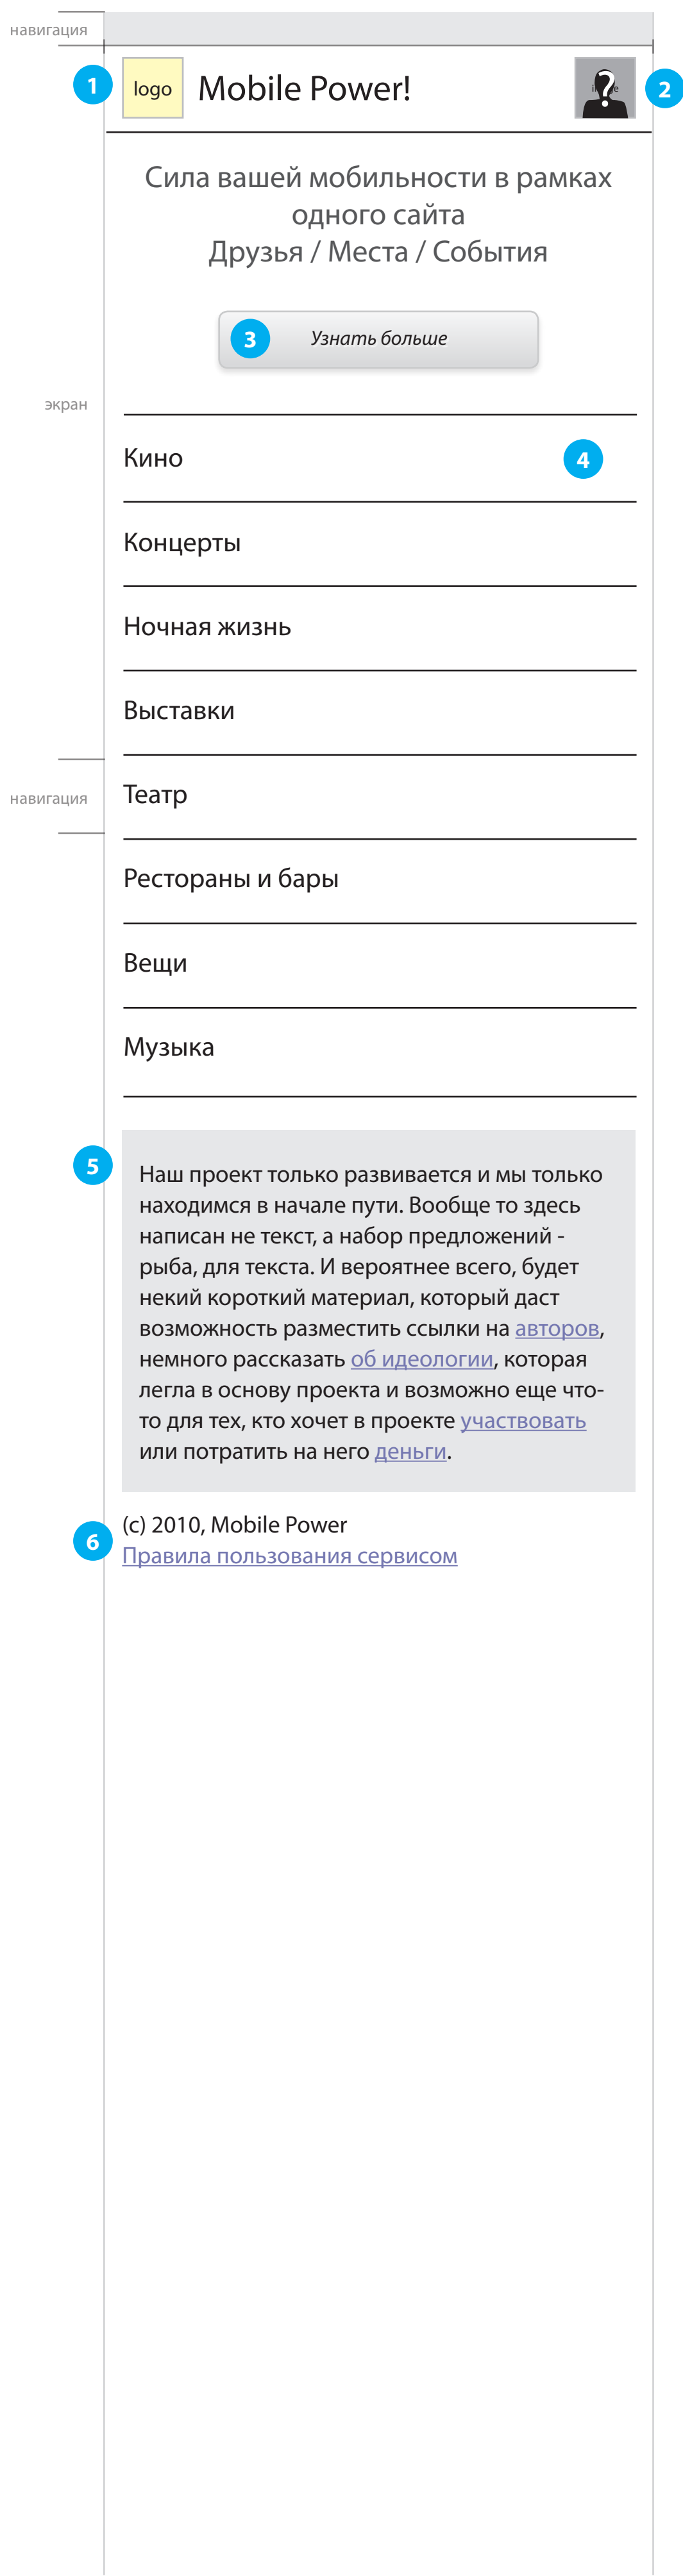 навигация
1
logo
Mobile Power!
?
2
Сила вашей мобильности в рамках
одного сайта
Друзья / Места / События
3
Узнать больше
экран
Кино
4
Концерты
Ночная жизнь
Выставки
навигация
Театр
Рестораны и бары
Вещи
Музыка
5
Наш проект только развивается и мы только
находимся в начале пути. Вообще то здесь
написан не текст, а набор предложений -
рыба, для текста. И вероятнее всего, будет
некий короткий материал, который даст
возможность разместить ссылки на авторов,
немного рассказать об идеологии, которая
легла в основу проекта и возможно еще что-
то для тех, кто хочет в проекте участвовать
или потратить на него деньги.
(c) 2010, Mobile Power
6
Правила пользования сервисом